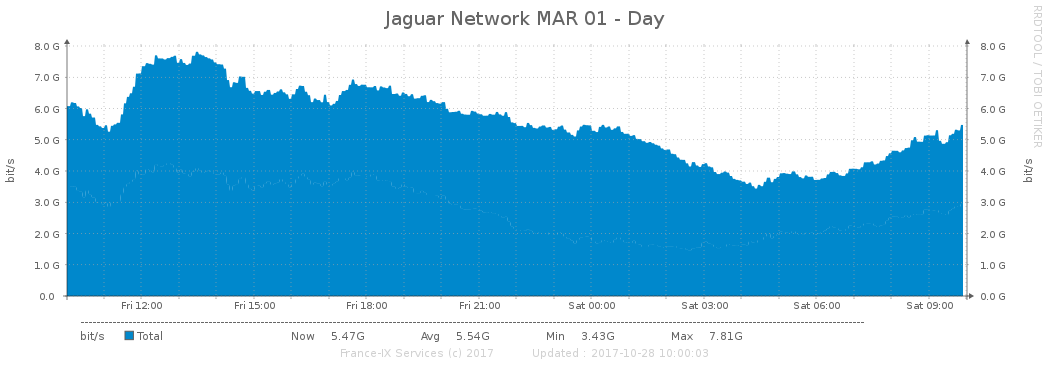 Jaguar Network MAR 01 - Day
RRDTOOL / TOBI OETIKER
8.0 G 8.0 G
7.0 G 7.0 G
6.0 G 6.0 G
5.0 G 5.0 G
4.0 G 4.0 G
3.0 G 3.0 G
2.0 G 2.0 G
1.0 G 1.0 G
0.0 0.0 G
bit/s
bit/s
Fri 12:00 Fri 15:00 Fri 18:00 Fri 21:00 Sat 00:00 Sat 03:00 Sat 06:00 Sat 09:00
bit/s Total Now 5.47G Avg 5.54G Min 3.43G Max 7.81G
France-IX Services (c) 2017 Updated : 2017-10-28 10:00:03